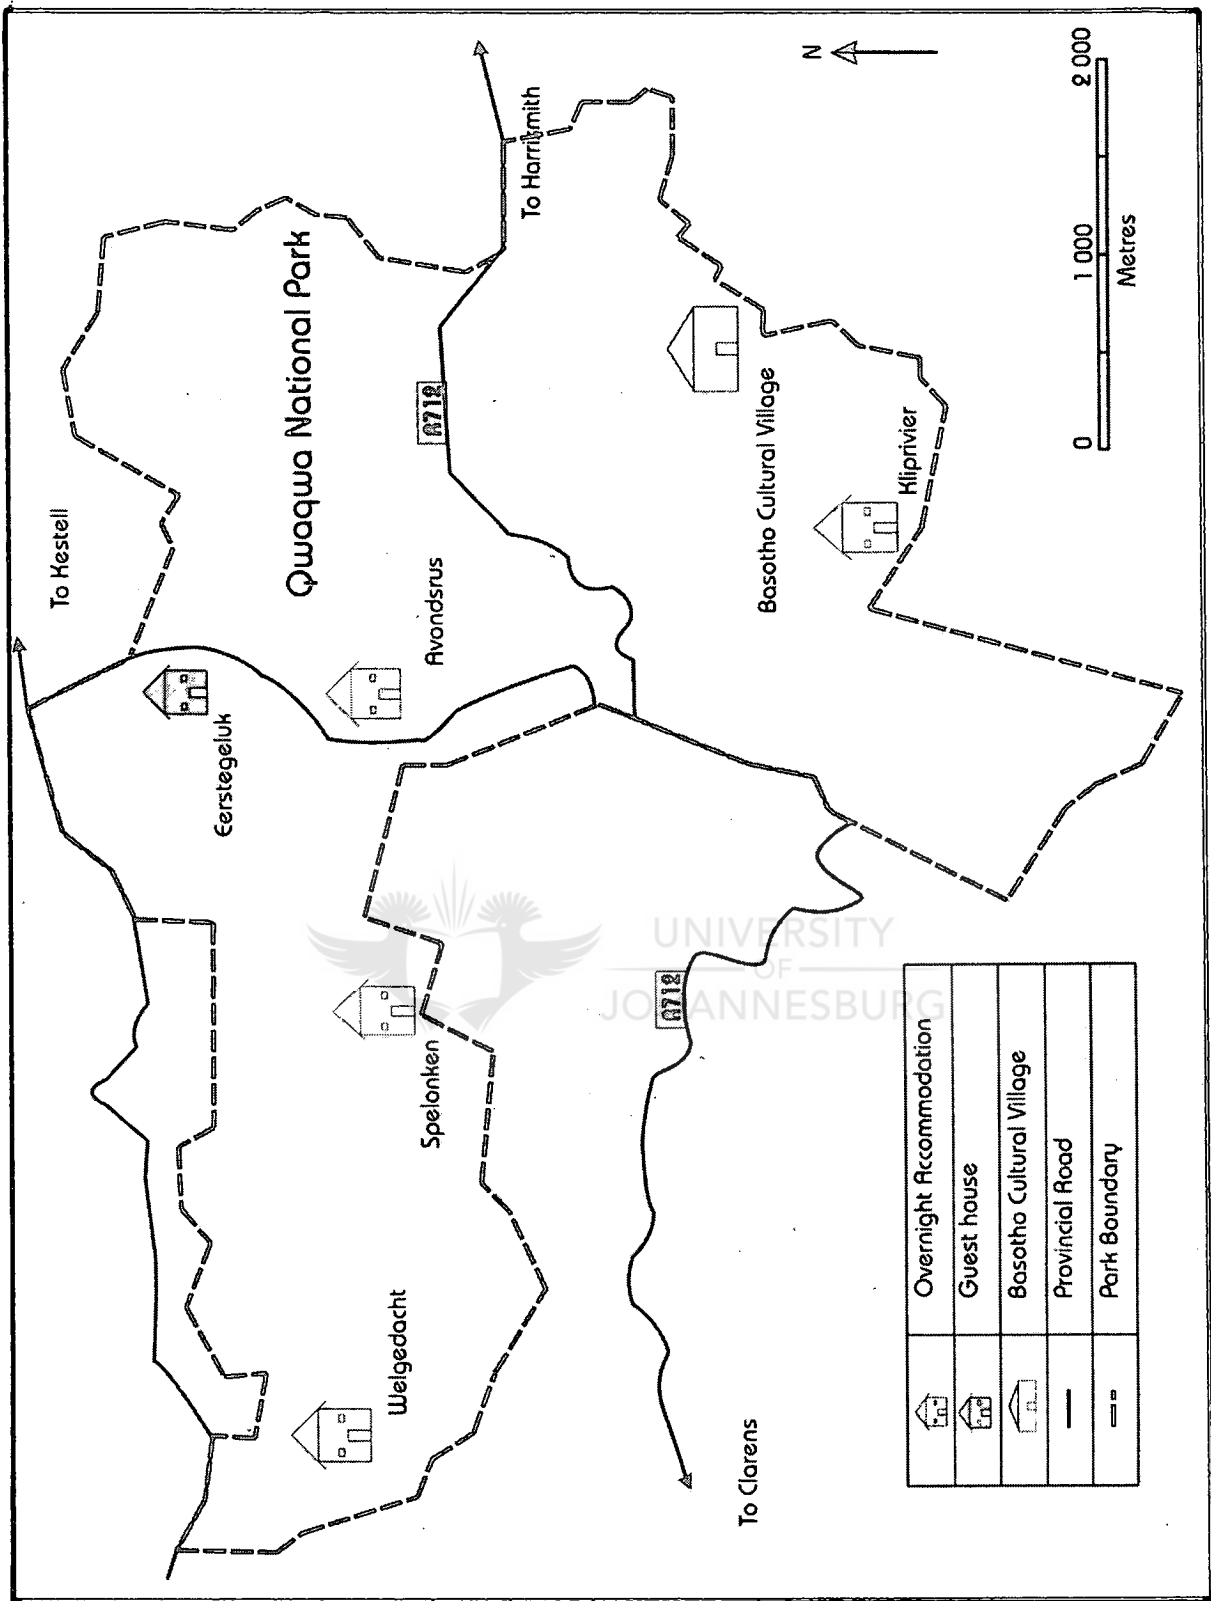 To Kestell
Qwaqwa National Park
To Harrismith
N
R712
Eerstegeluk
Avondsrus
Basotho Cultural Village
Kliprivier
Spelonken
Welgedacht
R712
To Clarens
0 1 000 2 000
Metres
Overnight Accommodation
Guest house
Basotho Cultural Village
Provincial Road
Park Boundary
UNIVERSITY
OF
JOHANNESBURG